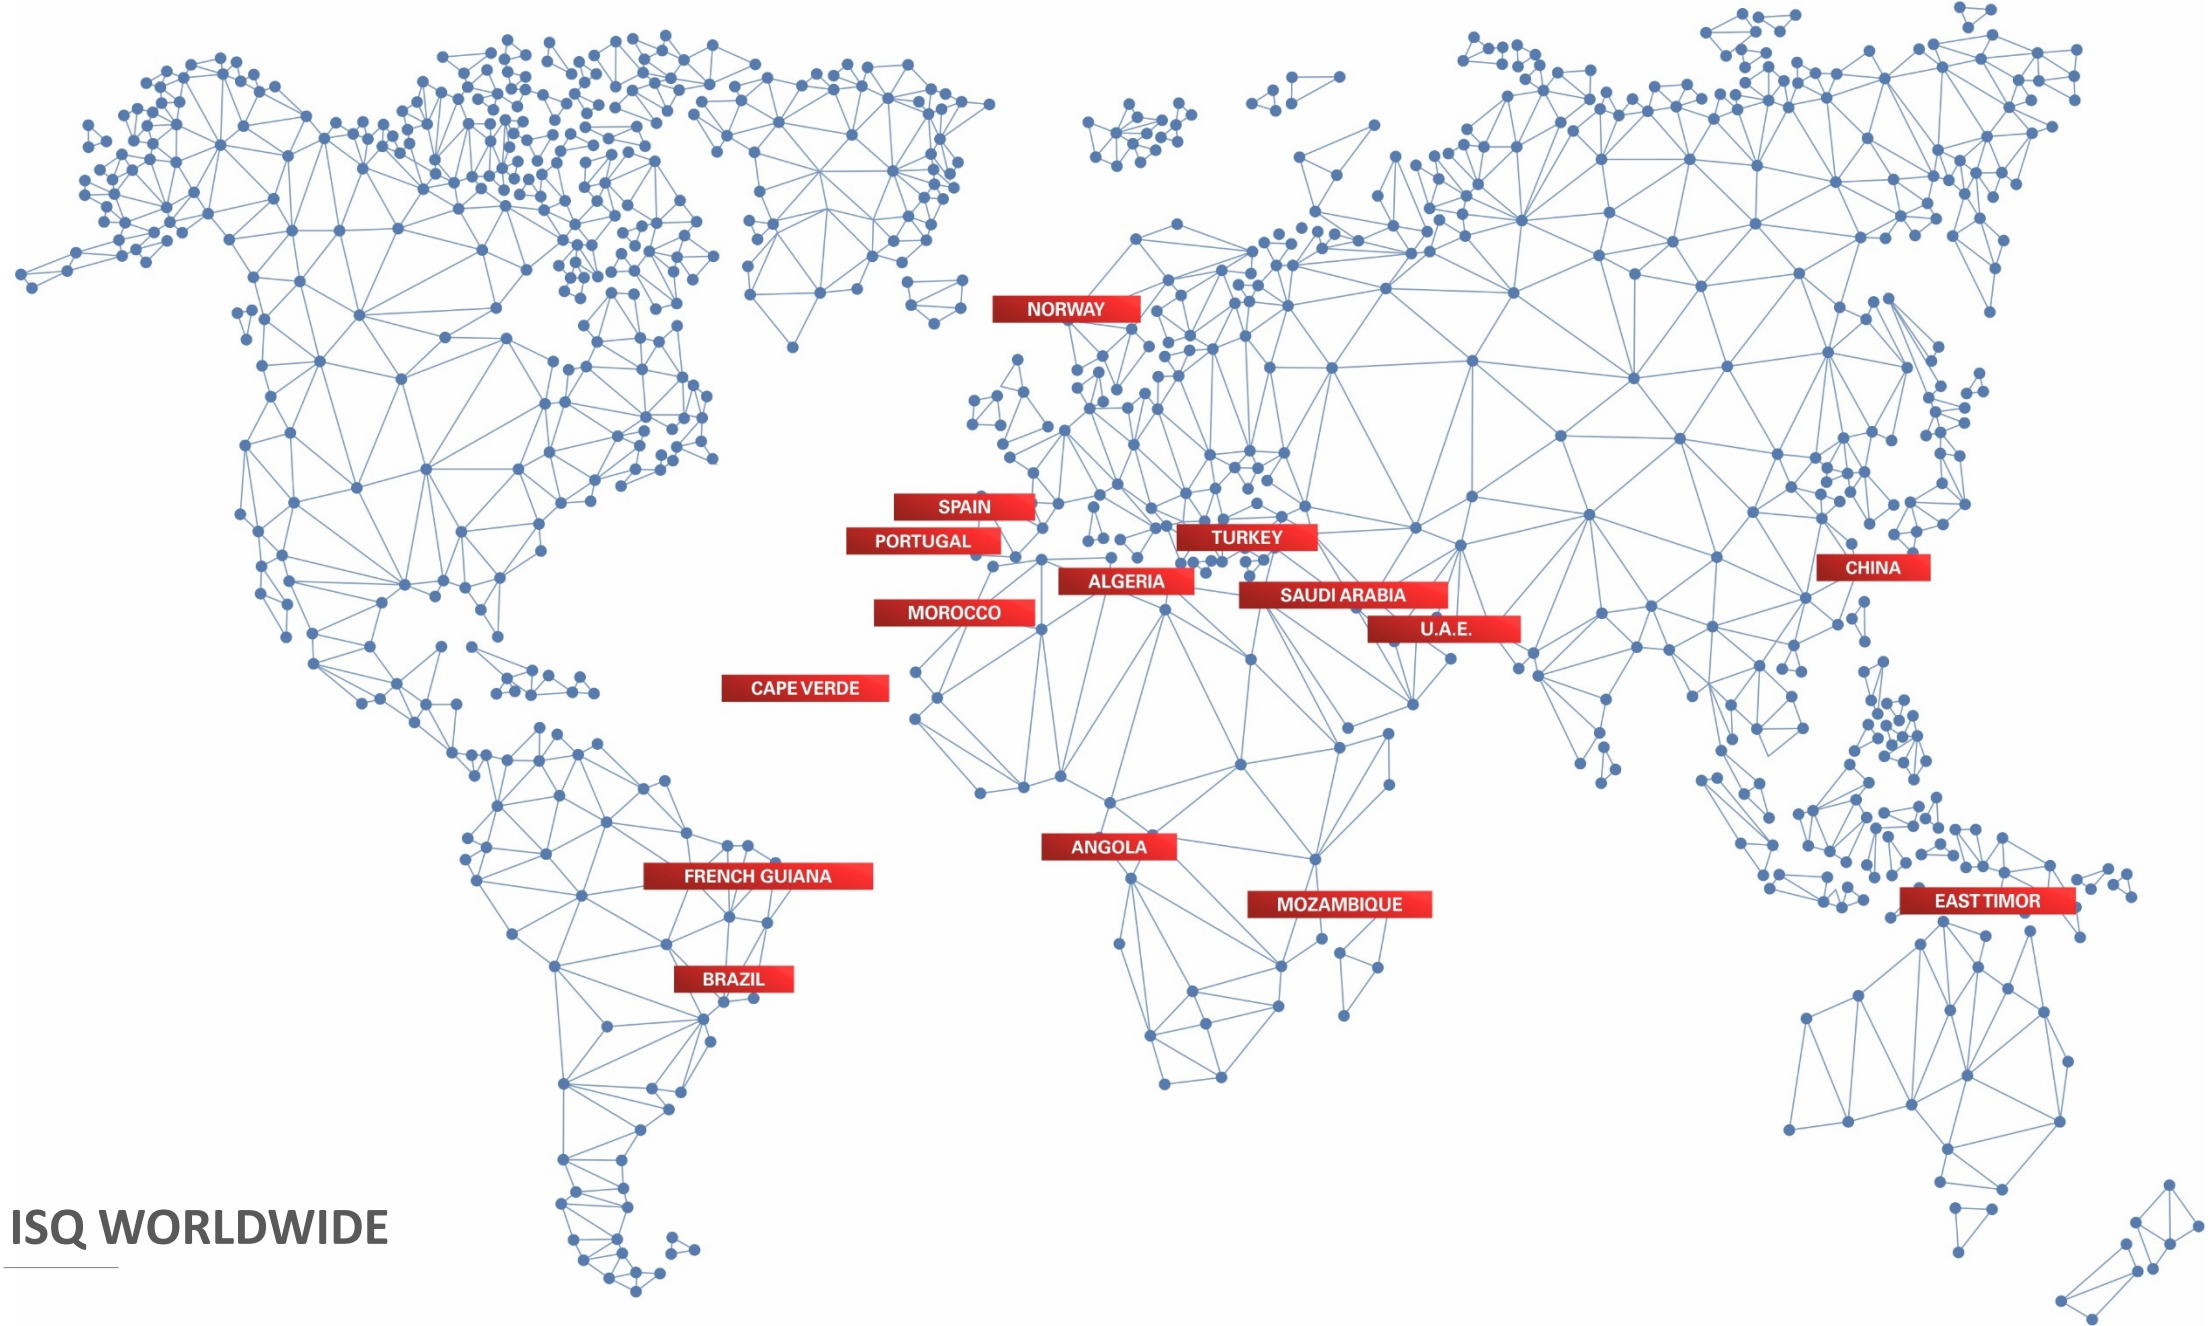 NORWAY
SPAIN
PORTUGAL
TURKEY
ALGERIA
SAUDI ARABIA
CHINA
MOROCCO
U.A.E.
CAPE VERDE
ANGOLA
FRENCH GUIANA
MOZAMBIQUE
EAST TIMOR
BRAZIL
ISQ WORLDWIDE